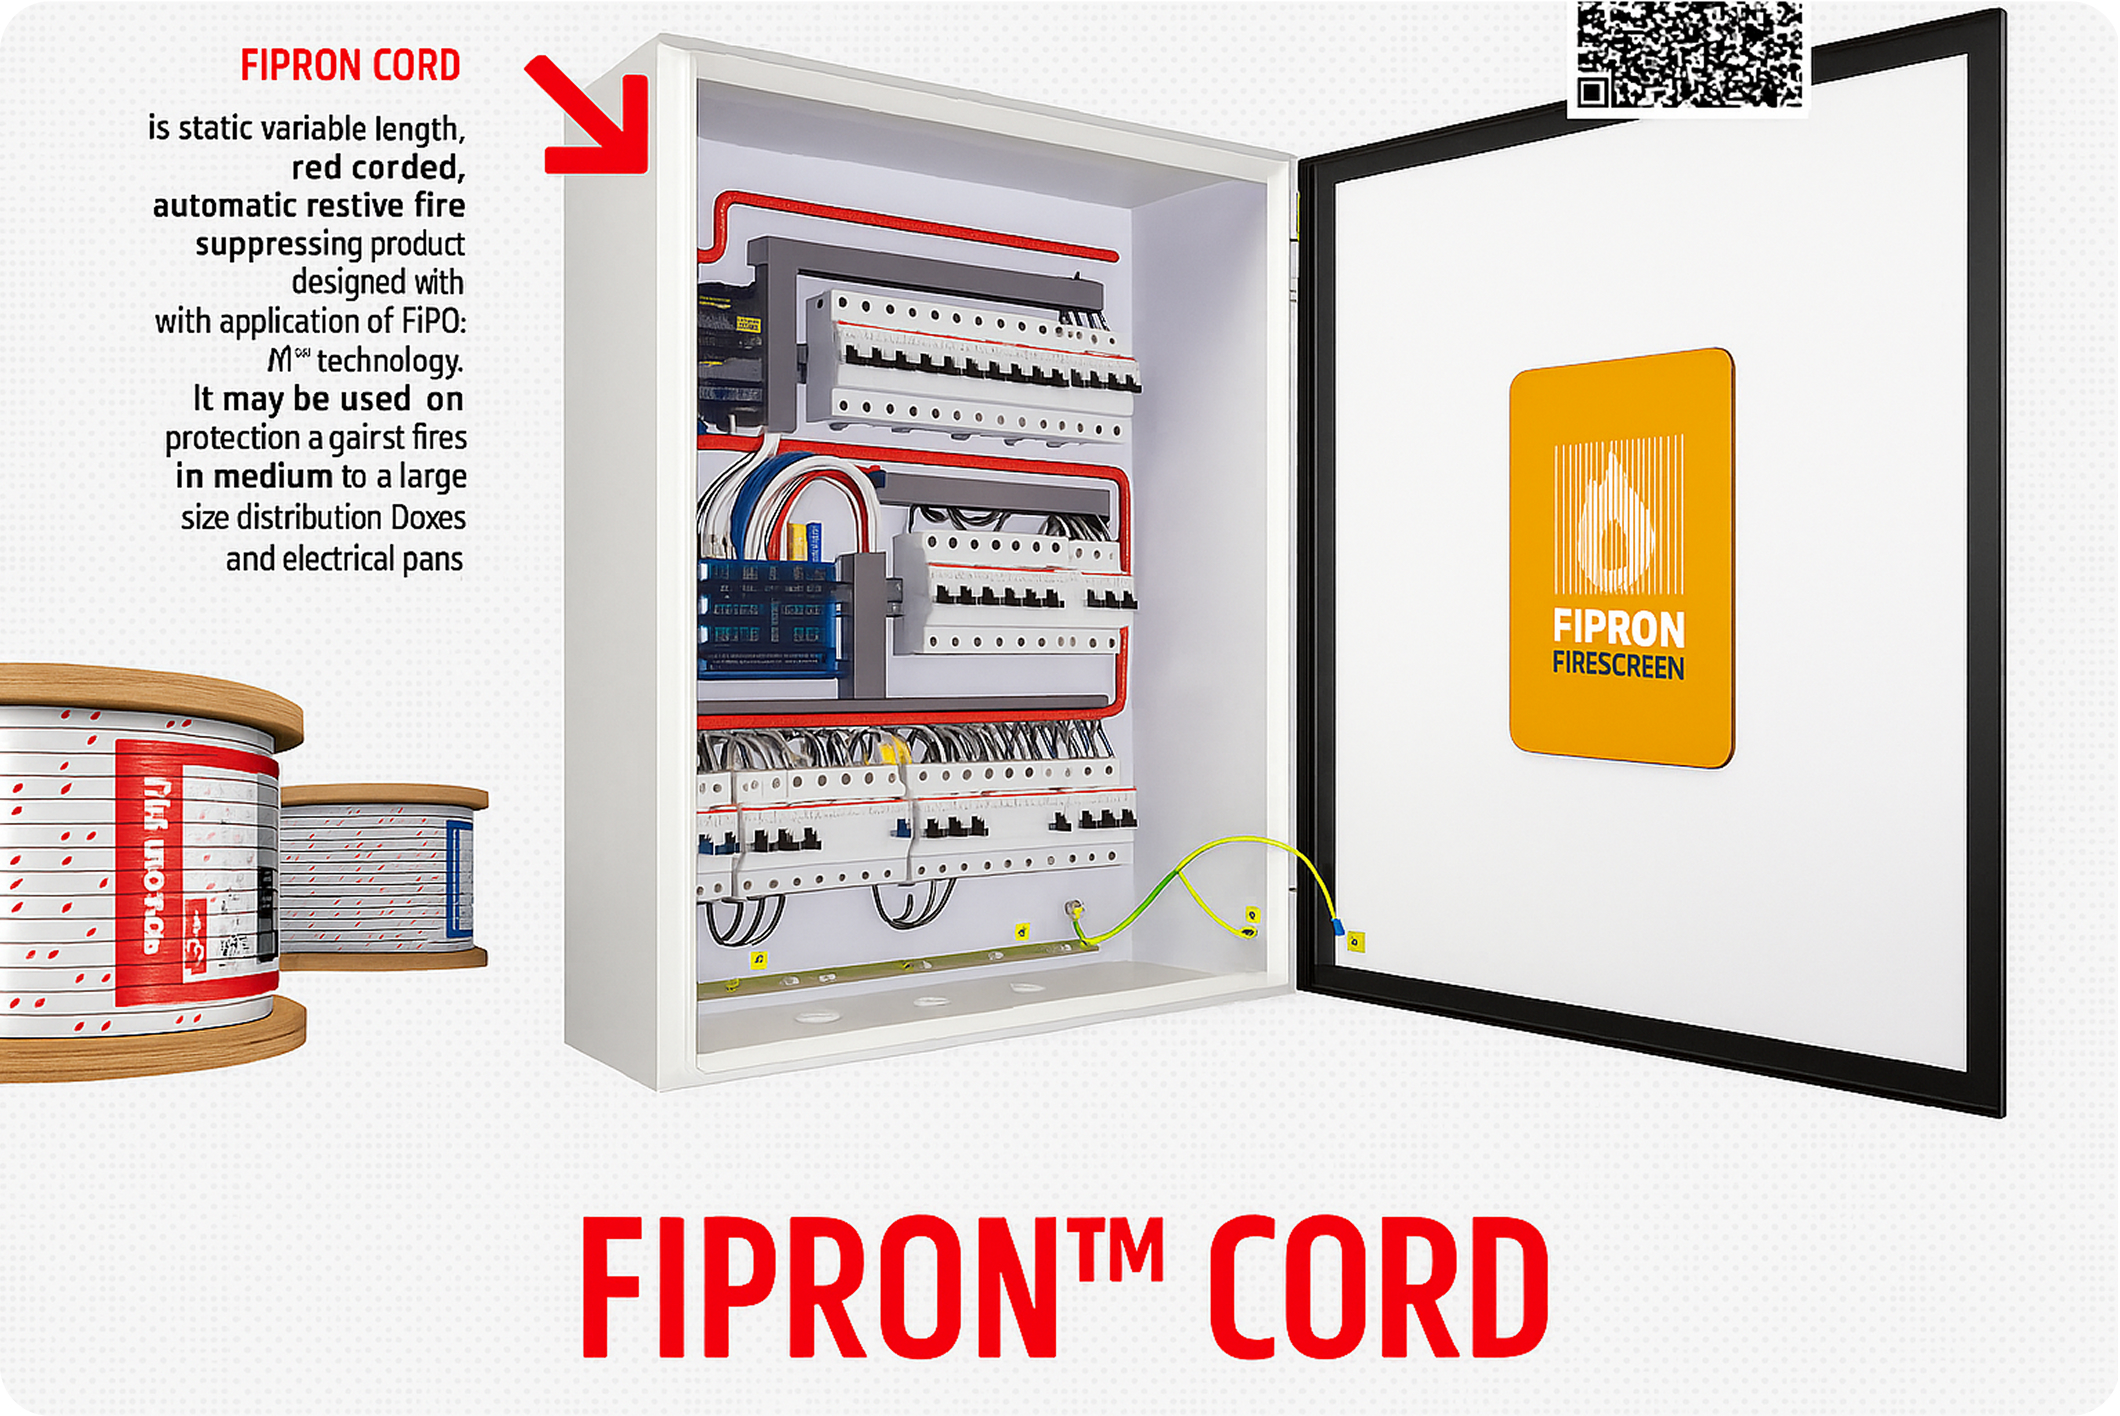 FIPRON CORD
is static variable length,
red corded,
automatic restive fire
suppressing product
designed with
with application of FiPO:
technology.
It may be used on
protection a gairst fires
in medium to a large
size distribution Doxes
and electrical pans
FIPRON
FIRESCREEN
FIPRON™ CORD